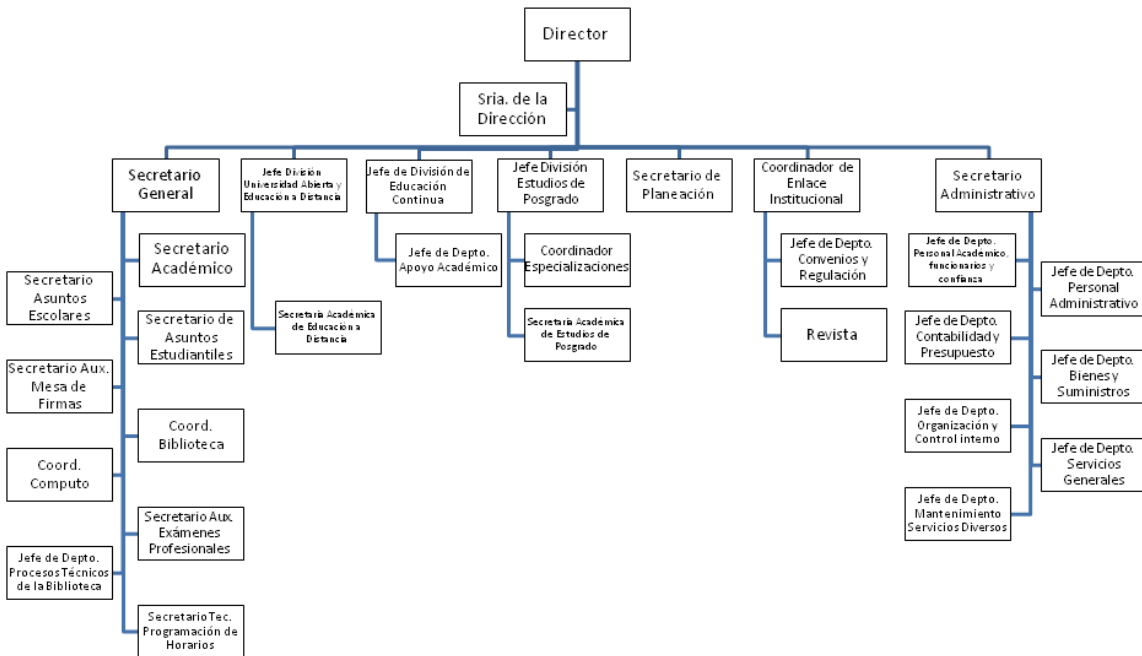 Director
Sria. de la
Dirección
Secretario
General
Jefe División
Universidad Abierta y
Educación a Distancia
Jefe de División de
Educación
Continua
Jefe División
Estudios de
Posgrado
Secretario de
Planeación
Coordinador de
Enlace
Institucional
Secretario
Administrativo
Secretario
Académico
Secretario
Asuntos
Escolares
Secretario de
Asuntos
Estudiantiles
Secretario Aux.
Mesa de
Firmas
Coord.
Biblioteca
Coord.
Computo
Secretario Aux.
Exámenes
Profesionales
Jefe de Depto.
Procesos Técnicos
de la Biblioteca
Secretario Tec.
Programación de
Horarios
Secretaría Académica
de Educación a
Distancia
Jefe de Depto.
Apoyo Académico
Coordinador
Especializaciones
Secretaría Académica
de Estudios de
Posgrado
Jefe de Depto.
Convenios y
Regulación
Revista
Jefe de Depto.
Personal Académico,
funcionarios y
confianza
Jefe de Depto.
Personal
Administrativo
Jefe de Depto.
Contabilidad y
Presupuesto
Jefe de Depto.
Bienes y
Suministros
Jefe de Depto.
Organización y
Control interno
Jefe de Depto.
Servicios
Generales
Jefe de Depto.
Mantenimiento
Servicios Diversos